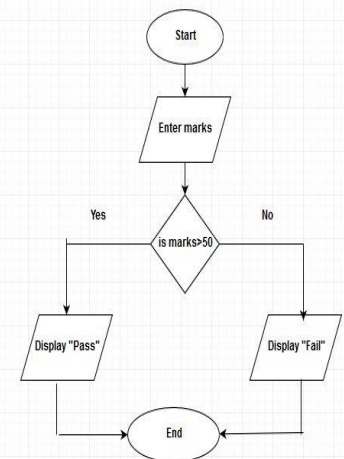 Start
Enter marks
Yes
No
is marks>50
Display "Pass"
Display "Fail"
End